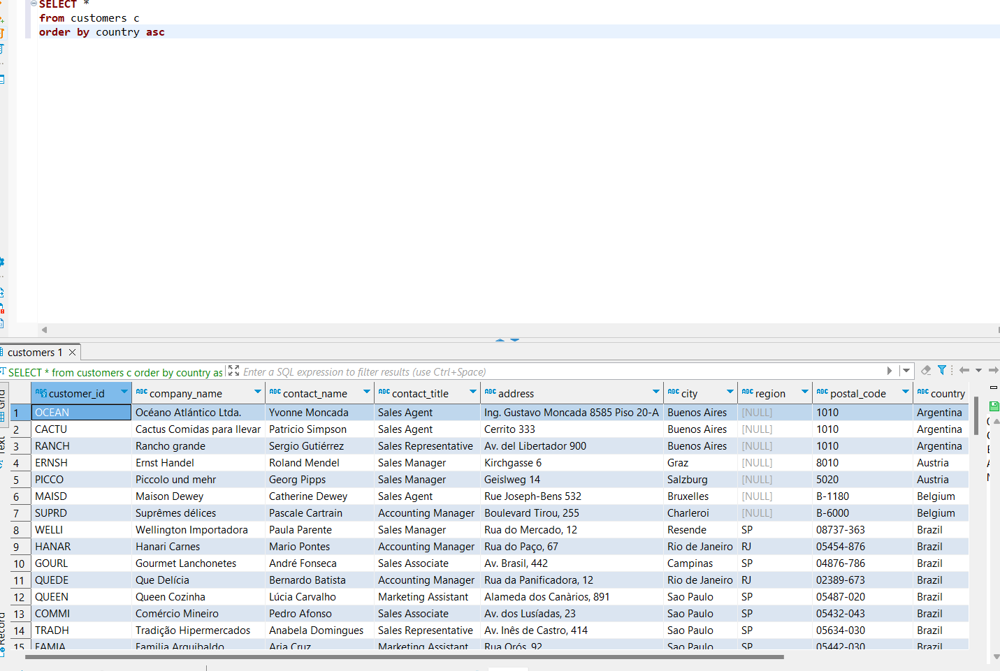 SELECT *
from customers c
order by country asc
customers 1
SELECT * from customers c order by country as
Enter a SQL expression to filter results (use Ctrl+Space)
Grid
Text
Record
customer_id company_name contact_name contact_title address city region postal_code country
1 OCEAN Océano Atlántico Ltda. Yvonne Moncada Sales Agent Ing. Gustavo Moncada 8585 Piso 20-A Buenos Aires [NULL] 1010 Argentina
2 CACTU Cactus Comidas para llevar Patricio Simpson Sales Agent Cerrito 333 Buenos Aires [NULL] 1010 Argentina
3 RANCH Rancho grande Sergio Gutiérrez Sales Representative Av. del Libertador 900 Buenos Aires [NULL] 1010 Argentina
4 ERNSH Ernst Handel Roland Mendel Sales Manager Kirchgasse 6 Graz [NULL] 8010 Austria
5 PICCO Piccolo und mehr Georg Pipps Sales Manager Geislweg 14 Salzburg [NULL] 5020 Austria
6 MAISD Maison Dewey Catherine Dewey Sales Agent Rue Joseph-Bens 532 Bruxelles [NULL] B-1180 Belgium
7 SUPRD Suprêmes délices Pascale Cartrain Accounting Manager Boulevard Tirou, 255 Charleroi [NULL] B-6000 Belgium
8 WELLI Wellington Importadora Paula Parente Sales Manager Rua do Mercado, 12 Resende SP 08737-363 Brazil
9 HANAR Hanari Carnes Mario Pontes Accounting Manager Rua do Paço, 67 Rio de Janeiro RJ 05454-876 Brazil
10 GOURL Gourmet Lanchonetes André Fonseca Sales Associate Av. Brasil, 442 Campinas SP 04876-786 Brazil
11 QUEDE Que Delícia Bernardo Batista Accounting Manager Rua da Panificadora, 12 Rio de Janeiro RJ 02389-673 Brazil
12 QUEEN Queen Cozinha Lúcia Carvalho Marketing Assistant Alameda dos Canàrios, 891 Sao Paulo SP 05487-020 Brazil
13 COMMI Comércio Mineiro Pedro Afonso Sales Associate Av. dos Lusíadas, 23 Sao Paulo SP 05432-043 Brazil
14 TRADH Tradição Hipermercados Anabela Domingues Sales Representative Av. Inês de Castro, 414 Sao Paulo SP 05634-030 Brazil
15 FAMIA Familia Arquibaldo Aria Cruz Marketing Assistant Rua Orós, 92 Sao Paulo SP 05442-030 Brazil